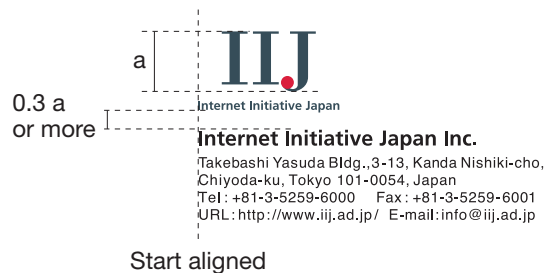 a
IIJ
Internet Initiative Japan
0.3 a
or more
Internet Initiative Japan Inc.
Takebashi Yasuda Bldg.,3-13, Kanda Nishiki-cho,
Chiyoda-ku, Tokyo 101-0054, Japan
Tel: +81-3-5259-6000 Fax: +81-3-5259-6001
URL: http://www.iij.ad.jp/ E-mail: info@iij.ad.jp
Start aligned